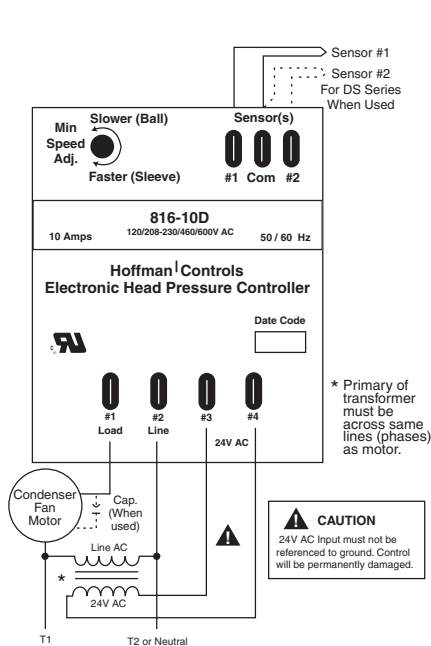 Sensor #1
Sensor #2
For DS Series
When Used
Slower (Ball)
Min
Speed
Adj.
Faster (Sleeve)
Sensor(s)
#1 Com #2
816-10D
120/208-230/460/600V AC
10 Amps
50 / 60 Hz
Hoffman Controls
Electronic Head Pressure Controller
Date Code
#1
Load
#2
Line
#3
#4
24V AC
* Primary of
transformer
must be
across same
lines (phases)
as motor.
Condenser
Fan
Motor
Cap.
(When
used)
Line AC
*
24V AC
CAUTION
24V AC Input must not be
referenced to ground. Control
will be permanently damaged.
T1
T2 or Neutral